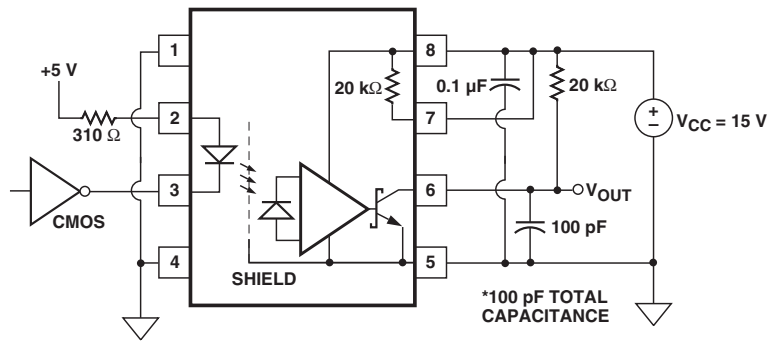 +5 V
310 Ω
CMOS
1
2
3
4
SHIELD
20 kΩ
8
7
6
5
0.1 µF
20 kΩ
+
–
VCC = 15 V
VOUT
100 pF
*100 pF TOTAL
CAPACITANCE